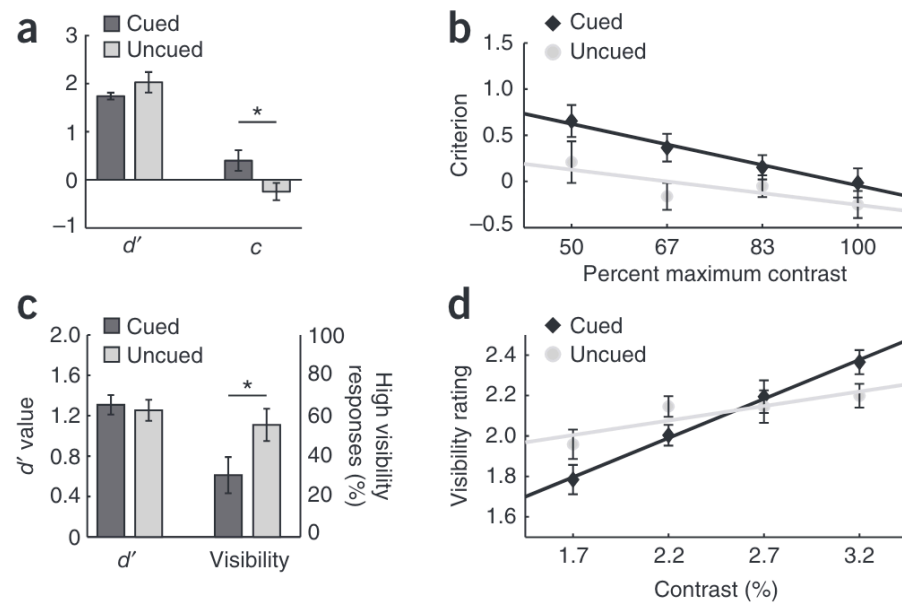 a
Cued
Uncued
3
2
1
0
–1
*
d′
c
b
Cued
Uncued
1.5
1.0
0.5
0
–0.5
Criterion
50 67 83 100
Percent maximum contrast
c
Cued
Uncued
2.0
1.6
1.2
0.8
0.4
0
d′ value
100
80
60
40
20
0
High visibility
responses (%)
*
d′
Visibility
d
Cued
Uncued
2.4
2.2
2.0
1.8
1.6
Visibility rating
1.7 2.2 2.7 3.2
Contrast (%)